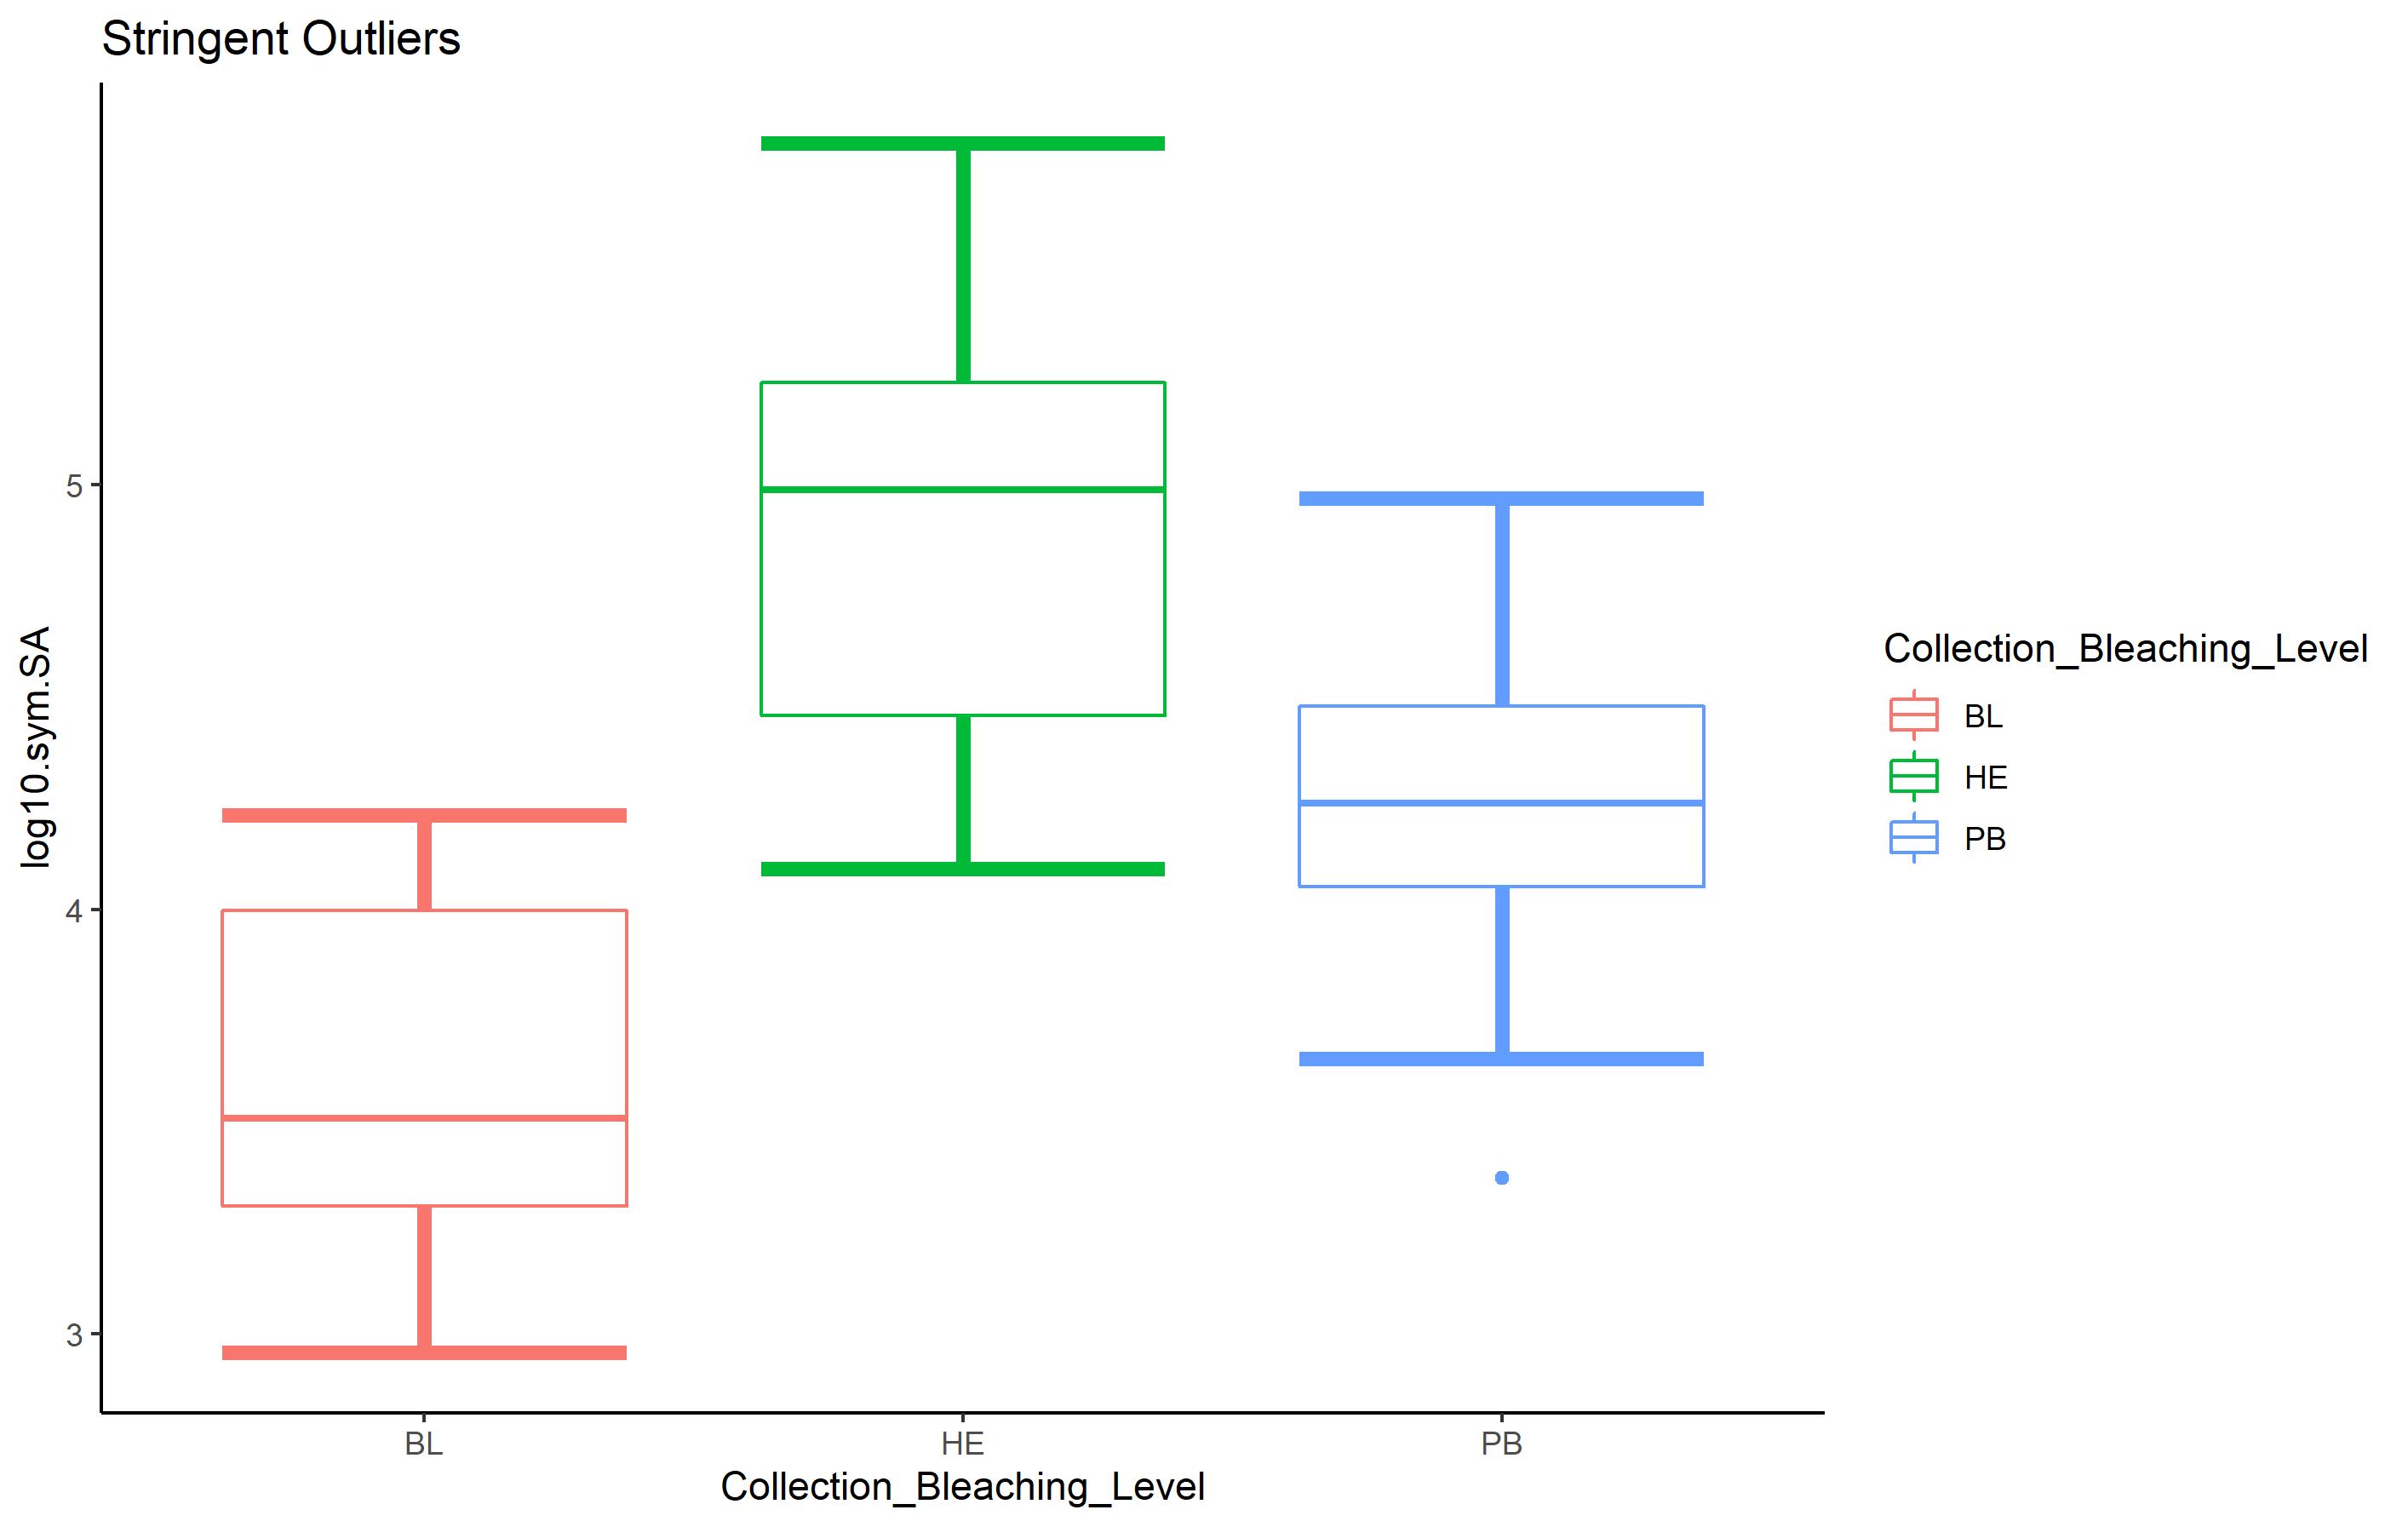 Stringent Outliers
log10.sym.SA
5
4
3
BL
HE
PB
Collection_Bleaching_Level
Collection_Bleaching_Level
BL
HE
PB